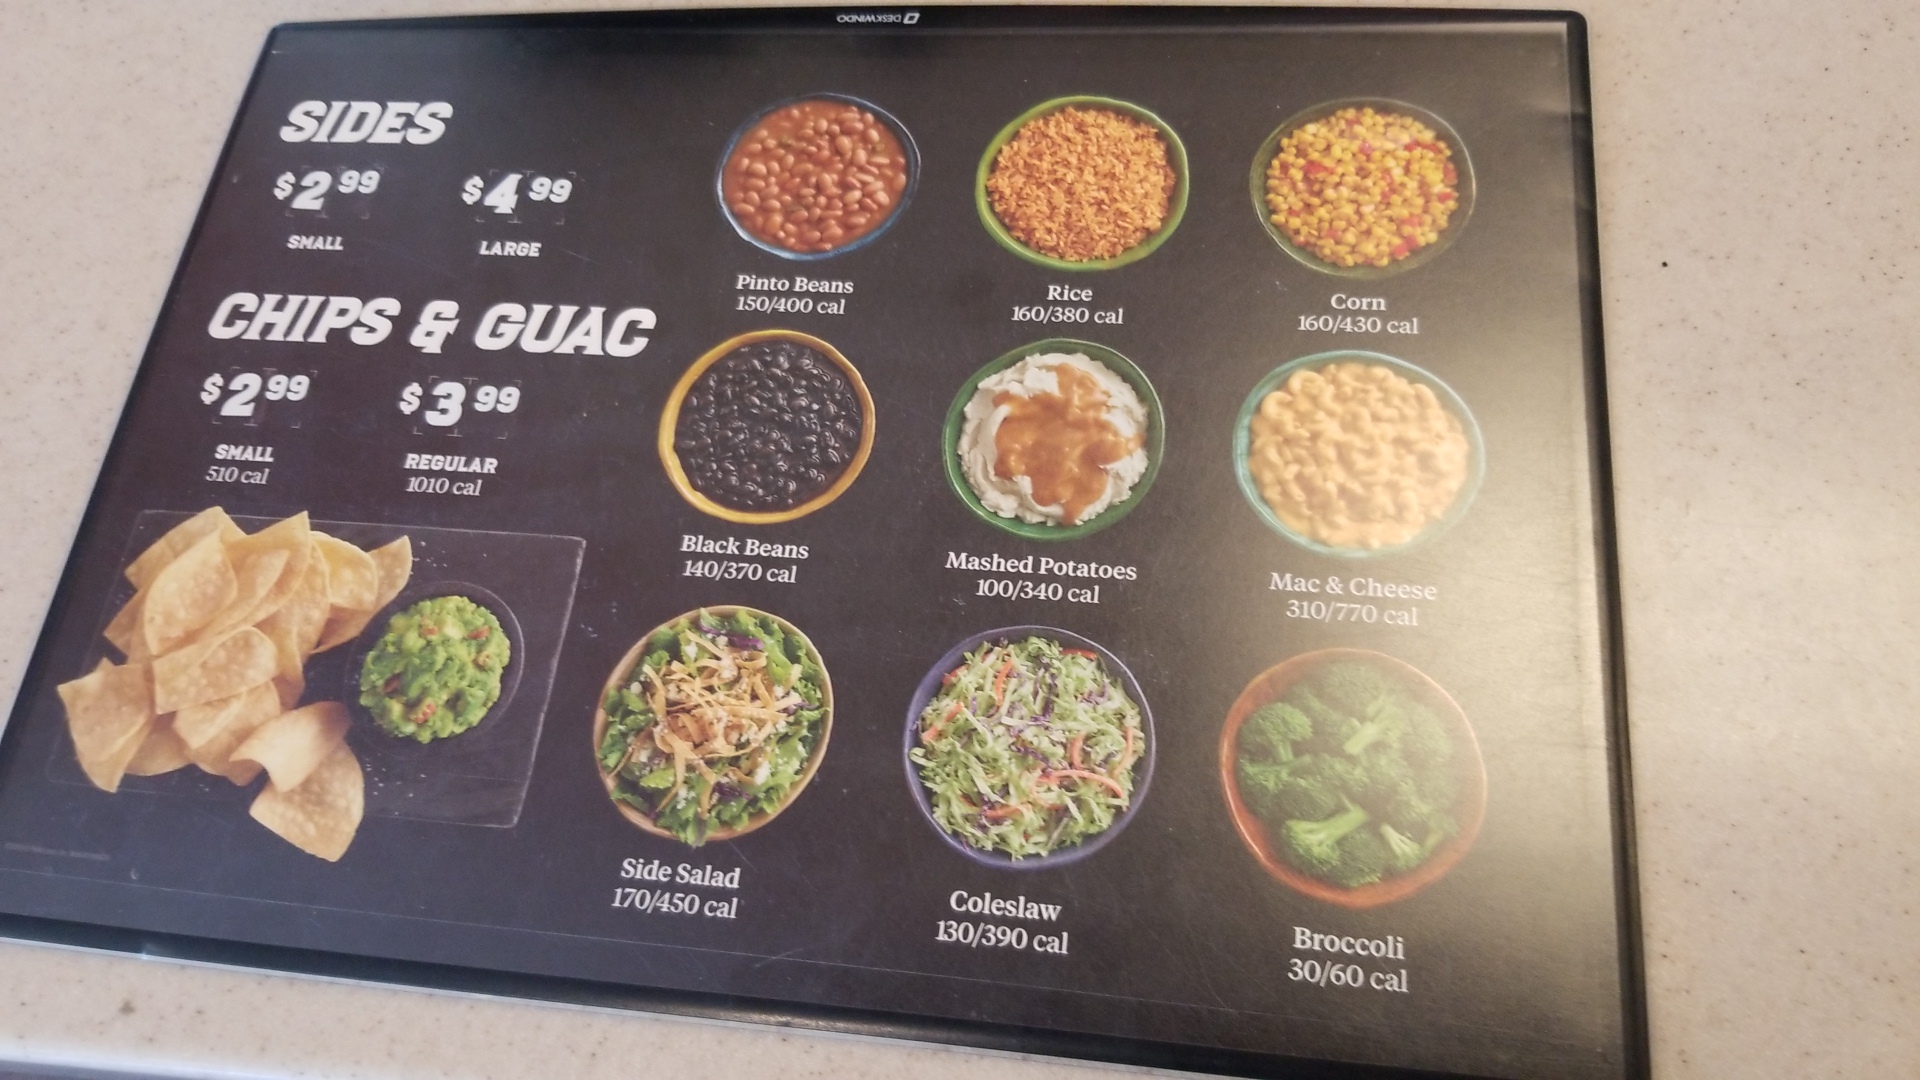 DESKWINDO
SIDES
$2 99
SMALL
$4 99
LARGE
CHIPS & GUAC
$2 99
SMALL
510 cal
$3 99
REGULAR
1010 cal
Pinto Beans
150/400 cal
Rice
160/380 cal
Corn
160/430 cal
Black Beans
140/370 cal
Mashed Potatoes
100/340 cal
Mac & Cheese
310/770 cal
Side Salad
170/450 cal
Coleslaw
130/390 cal
Broccoli
30/60 cal